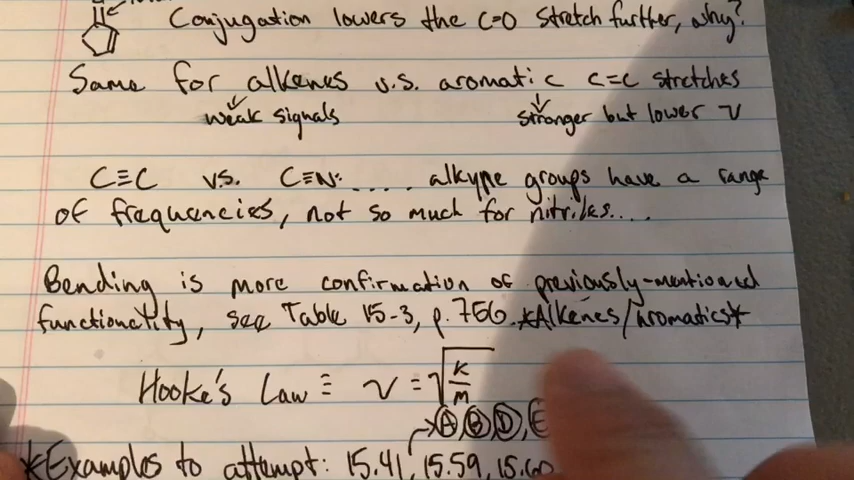 Conjugation lowers the C=O stretch further, why?
Same for alkenes v.s. aromatic C=C stretches
weak signals stronger but lower ν
C≡C vs. C≡N: .... alkyne groups have a range
of frequencies, not so much for nitriles....
Bending is more confirmation of previously-mentioned
functionality, see Table 15-3, p. 756. *Alkenes/Aromatics*
Hooke's Law ≡ ν = √k/m
A, B, D, E
*Examples to attempt: 15.41, 15.59, 15.60